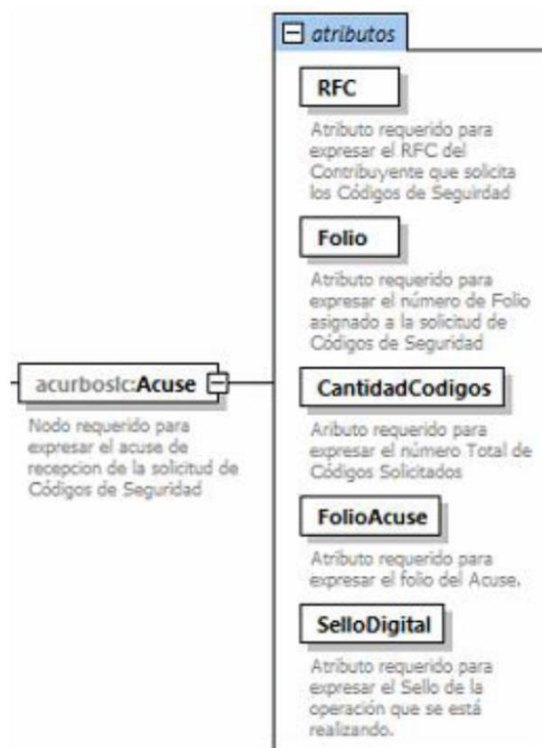 atributos
RFC
Atributo requerido para
expresar el RFC del
Contribuyente que solicita
los Códigos de Seguirdad
Folio
Atributo requerido para
expresar el número de Folio
asignado a la solicitud de
Códigos de Seguridad
acurboslc:Acuse
Nodo requerido para
expresar el acuse de
recepcion de la solicitud de
Códigos de Seguridad
CantidadCodigos
Aributo requerido para
expresar el número Total de
Códigos Solicitados
FolioAcuse
Atributo requerido para
expresar el folio del Acuse.
SelloDigital
Atributo requerido para
expresar el Sello de la
operación que se está
realizando.